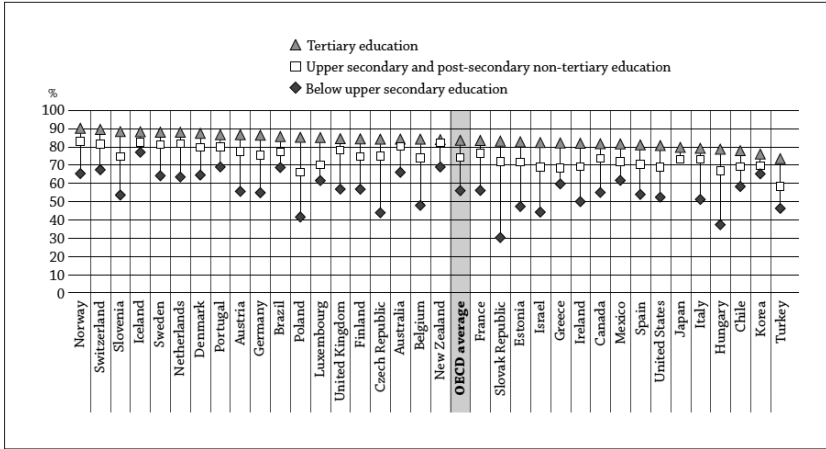 Tertiary education
Upper secondary and post-secondary non-tertiary education
Below upper secondary education
%
100
90
80
70
60
50
40
30
20
10
0
Norway
Switzerland
Slovenia
Iceland
Sweden
Netherlands
Denmark
Portugal
Austria
Germany
Brazil
Poland
Luxembourg
United Kingdom
Finland
Czech Republic
Australia
Belgium
New Zealand
OECD average
France
Slovak Republic
Estonia
Israel
Greece
Ireland
Canada
Mexico
Spain
United States
Japan
Italy
Hungary
Chile
Korea
Turkey